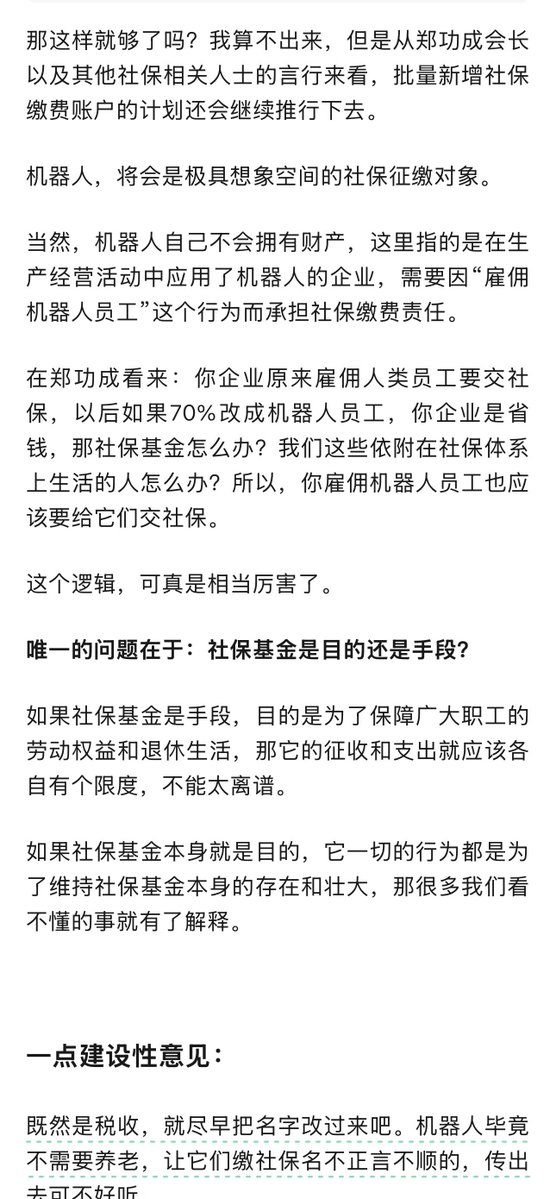 那这样就够了吗？我算不出来，但是从郑功成会长
以及其他社保相关人士的言行来看，批量新增社保
缴费账户的计划还会继续推行下去。
机器人，将会是极具想象空间的社保征缴对象。
当然，机器人自己不会拥有财产，这里指的是在生
产经营活动中应用了机器人的企业，需要因“雇佣
机器人员工”这个行为而承担社保缴费责任。
在郑功成看来：你企业原来雇佣人类员工要交社
保，以后如果70%改成机器人员工，你企业是省
钱，那社保基金怎么办？我们这些依附在社保体系
上生活的人怎么办？所以，你雇佣机器人员工也应
该要给它们交社保。
这个逻辑，可真是相当厉害了。
唯一的问题在于：社保基金是目的还是手段？
如果社保基金是手段，目的是为了保障广大职工的
劳动权益和退休生活，那它的征收和支出就应该各
自有个限度，不能太离谱。
如果社保基金本身就是目的，它一切的行为都是为
了维持社保基金本身的存在和壮大，那很多我们看
不懂的事就有了解释。
一点建设性意见：
既然是税收，就尽早把名字改过来吧。机器人毕竟
不需要养老，让它们缴社保名不正言不顺的，传出
去可不好听